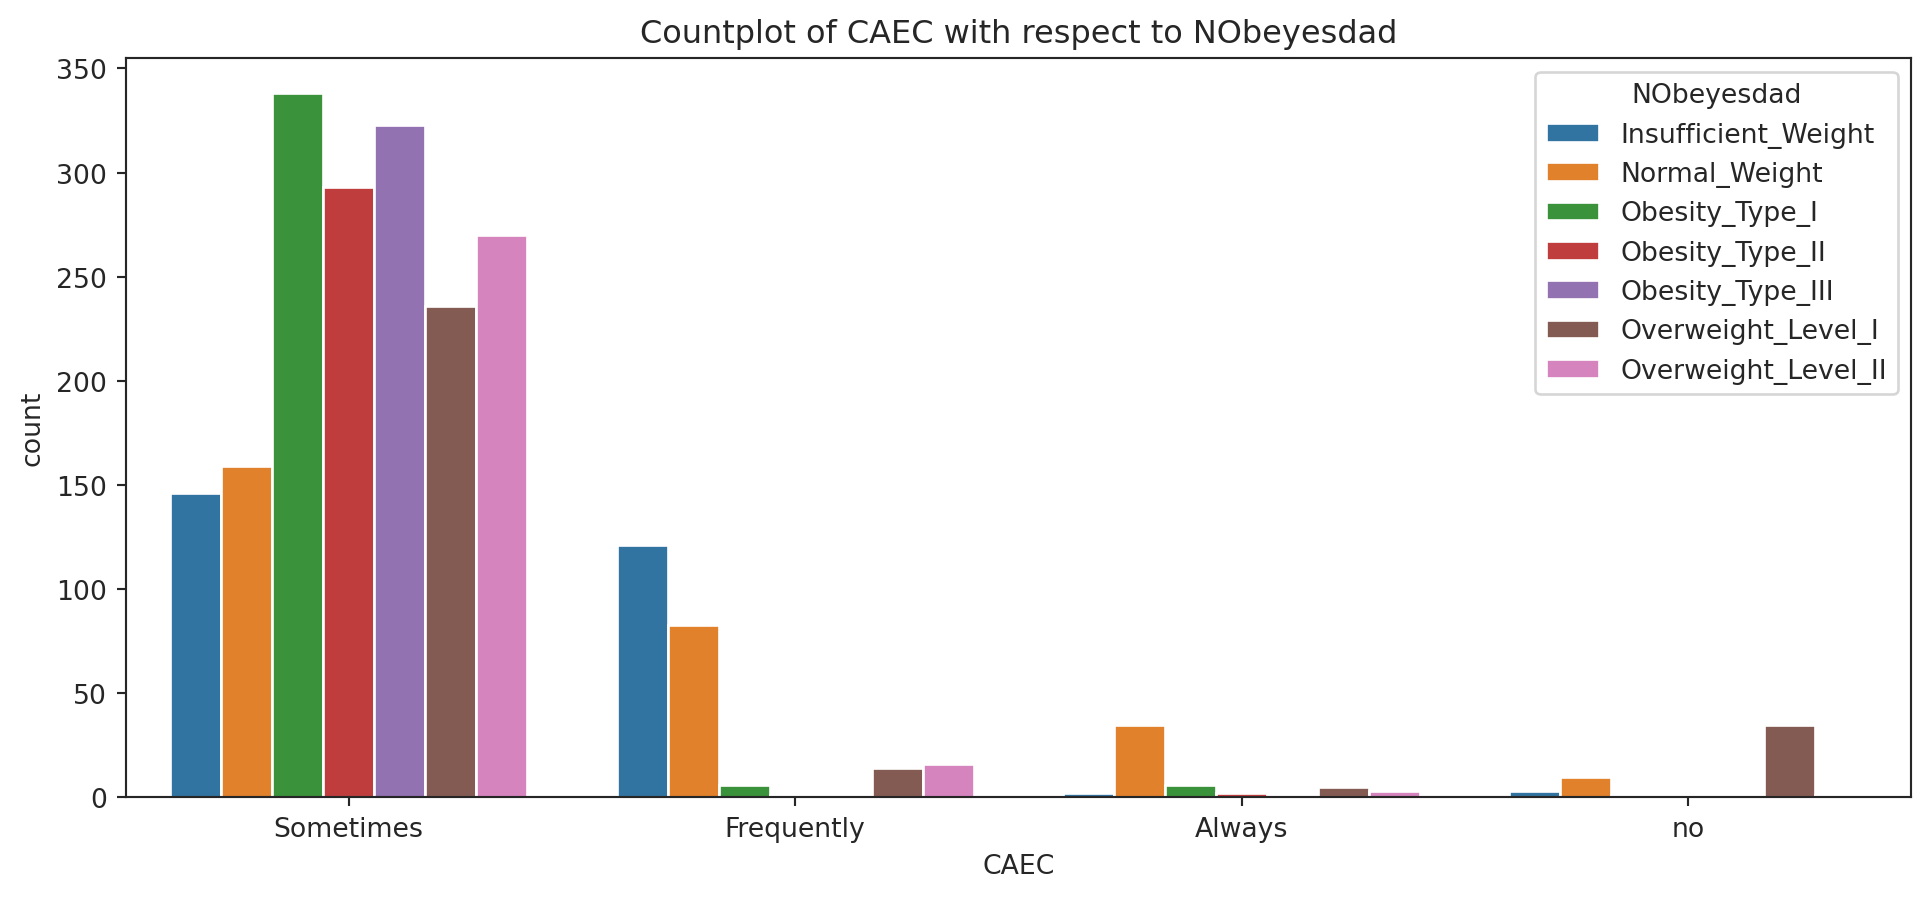 Countplot of CAEC with respect to NObeyesdad
350
300
250
200
150
100
50
0
count
NObeyesdad
Insufficient_Weight
Normal_Weight
Obesity_Type_I
Obesity_Type_II
Obesity_Type_III
Overweight_Level_I
Overweight_Level_II
Sometimes Frequently Always no
CAEC